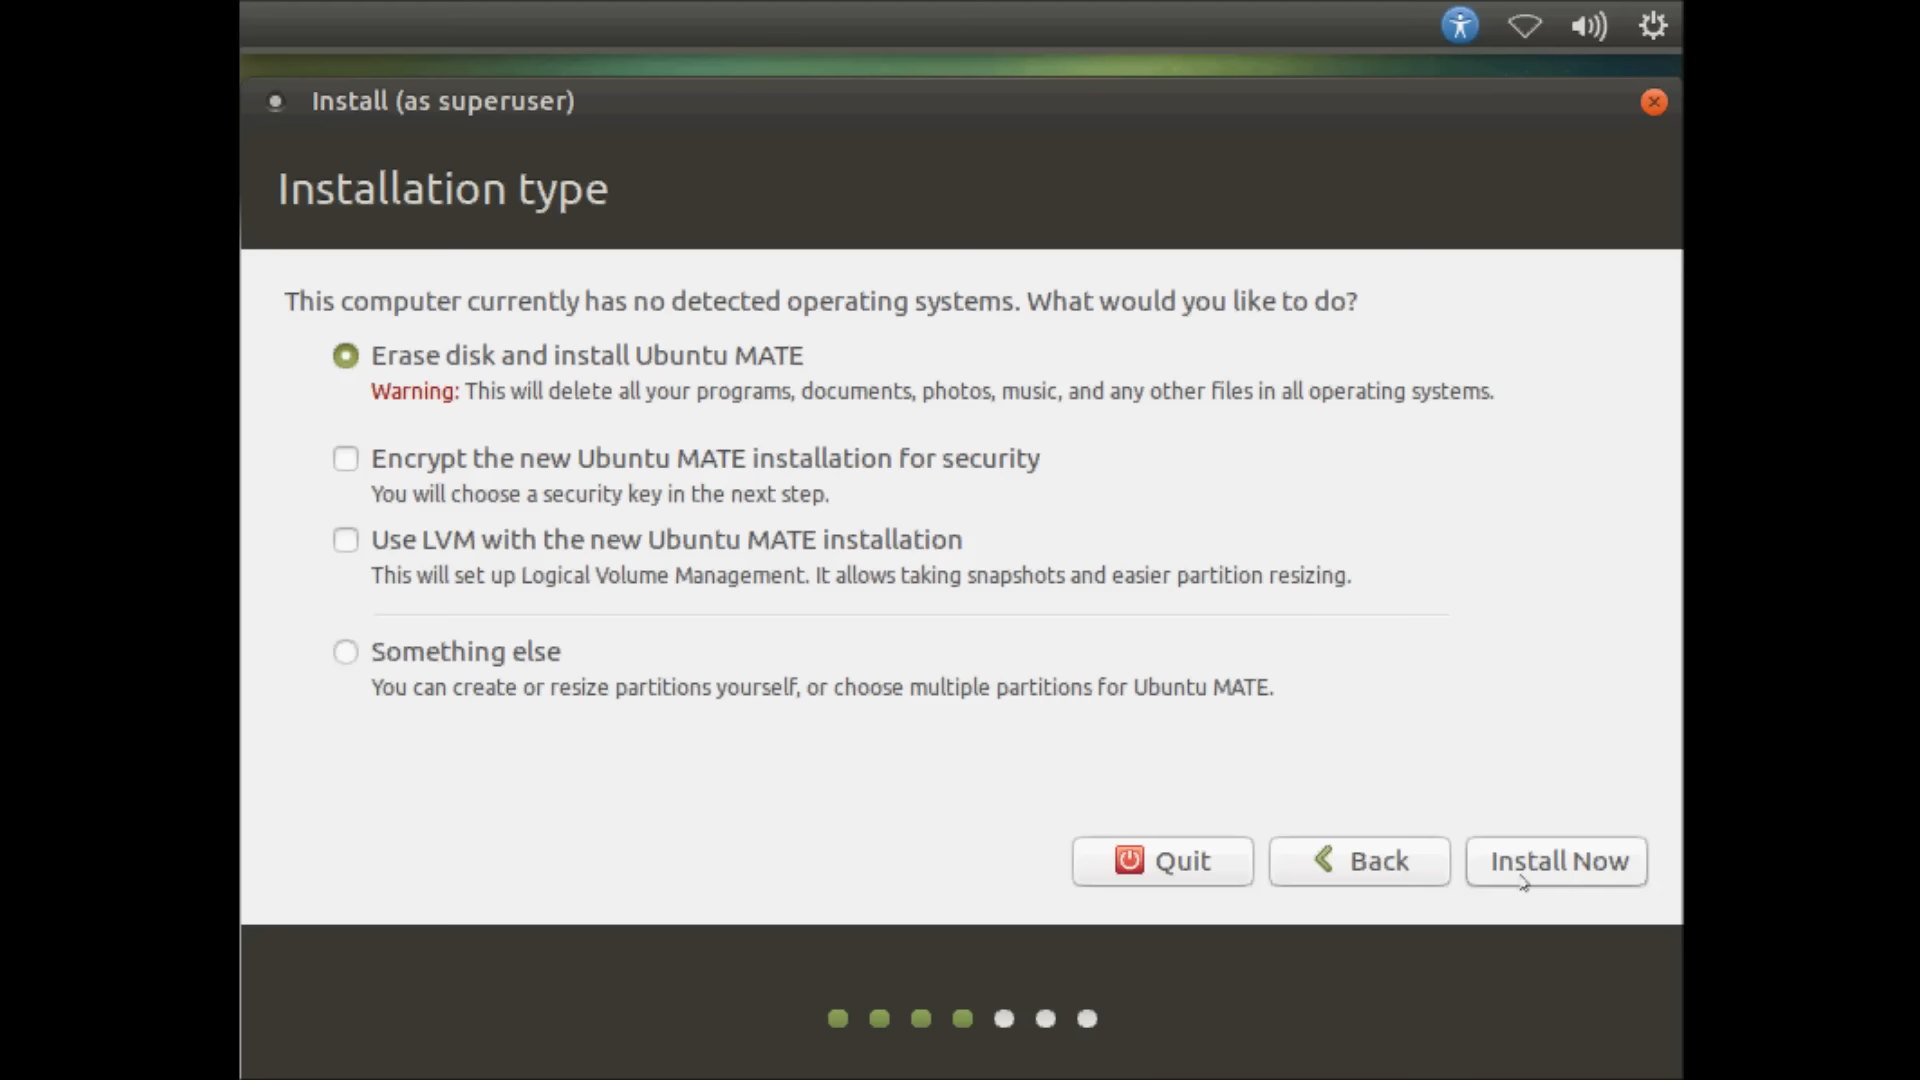 Install (as superuser)
Installation type
This computer currently has no detected operating systems. What would you like to do?
Erase disk and install Ubuntu MATE
Warning: This will delete all your programs, documents, photos, music, and any other files in all operating systems.
Encrypt the new Ubuntu MATE installation for security
You will choose a security key in the next step.
Use LVM with the new Ubuntu MATE installation
This will set up Logical Volume Management. It allows taking snapshots and easier partition resizing.
Something else
You can create or resize partitions yourself, or choose multiple partitions for Ubuntu MATE.
Quit
Back
Install Now